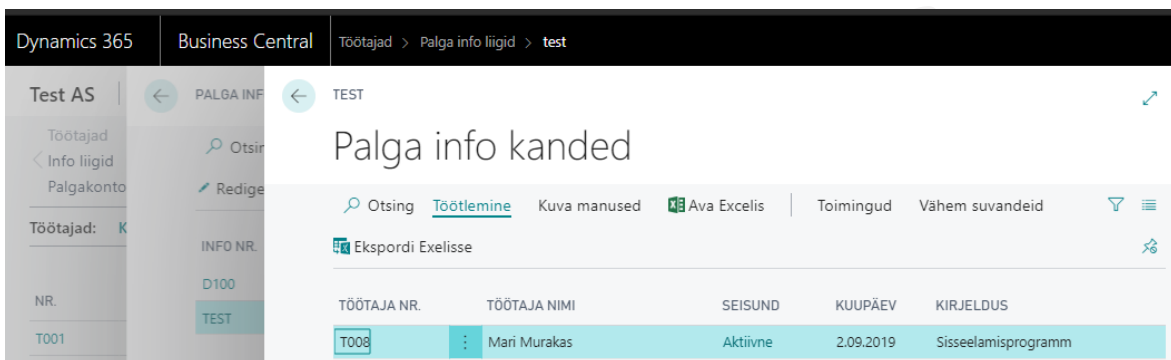 Dynamics 365 Business Central Töötajad > Palga info liigid > test
Test AS
Töötajad
Info liigid
Palgakonto
Töötajad: K
NR.
T001
PALGA INF
Otsin
Redige
INFO NR.
D100
TEST
TEST
Palga info kanded
Otsing Töötlemine Kuva manused Ava Excelis Toimingud Vähem suvandeid
Ekspordi Exelisse
TÖÖTAJA NR. TÖÖTAJA NIMI SEISUND KUUPÄEV KIRJELDUS
T008 Mari Murakas Aktiivne 2.09.2019 Sisseelamisprogramm